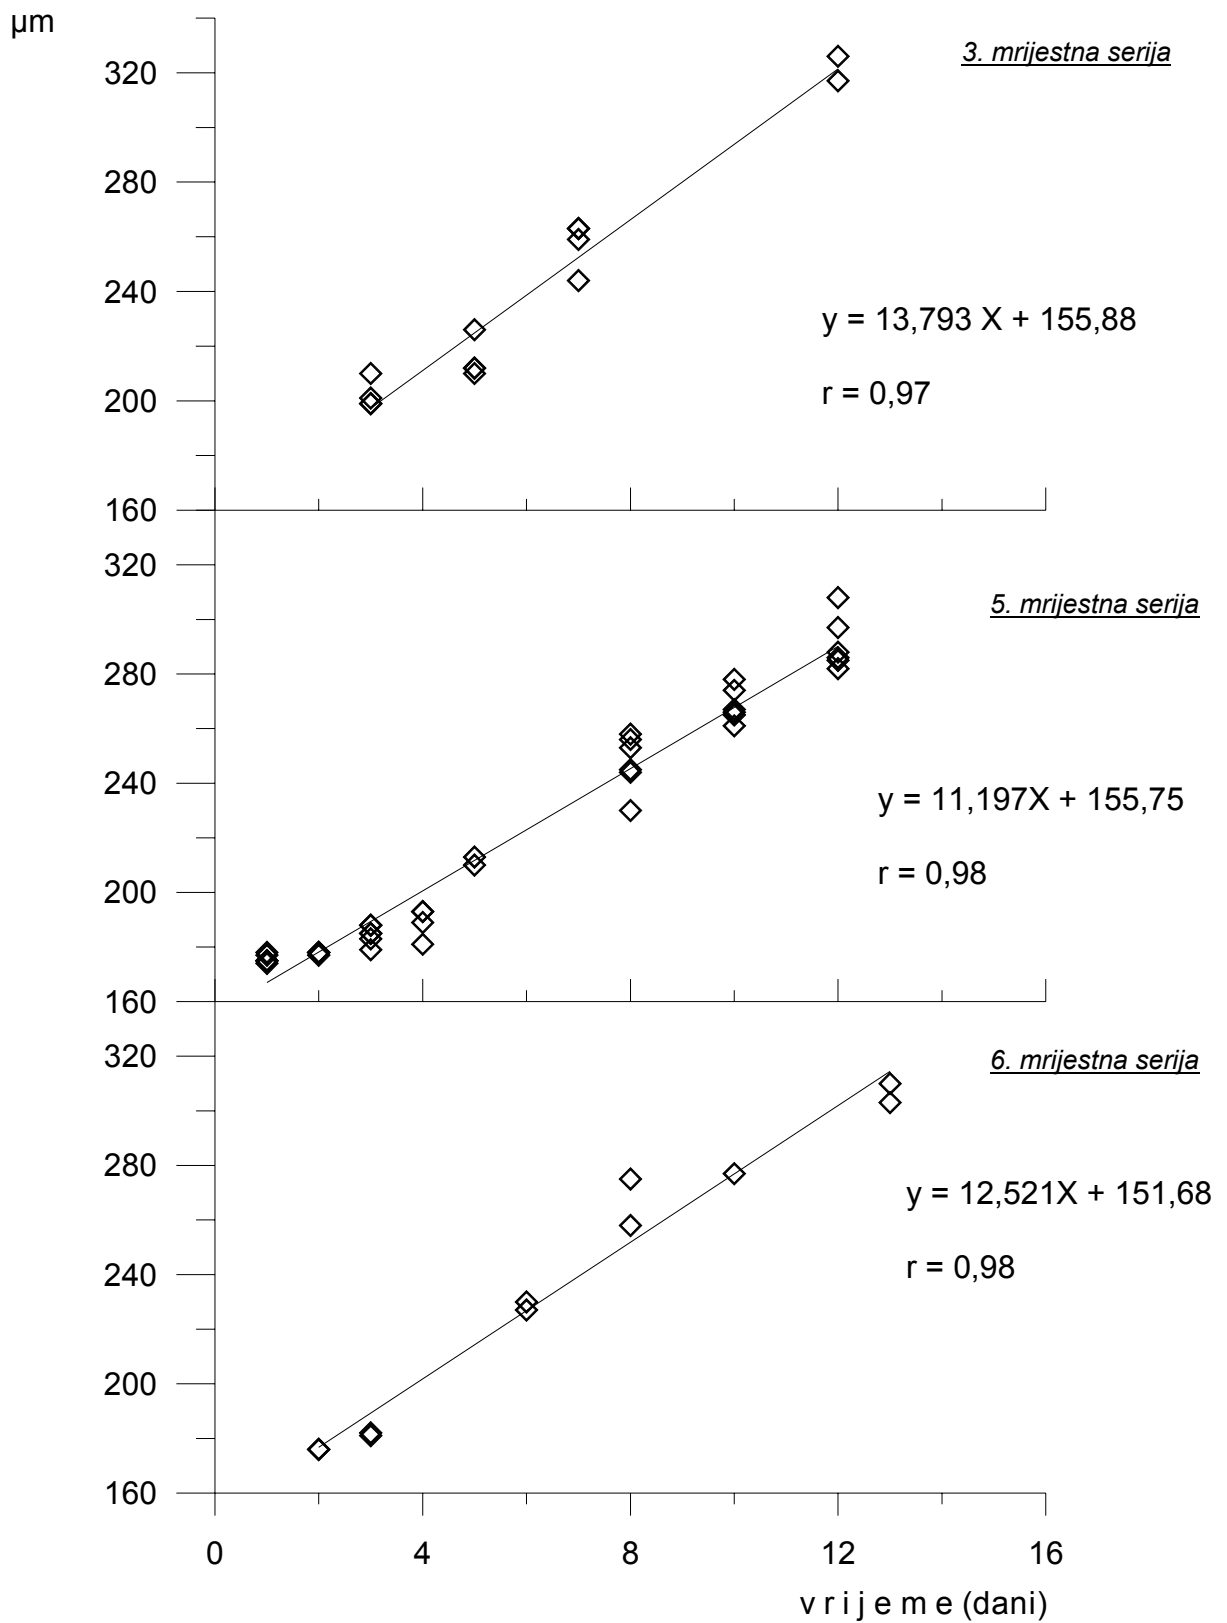 µm
3. mrijestna serija
320
280
240
200
160
y = 13,793 X + 155,88
r = 0,97
5. mrijestna serija
320
280
240
200
160
y = 11,197X + 155,75
r = 0,98
6. mrijestna serija
320
280
240
200
160
y = 12,521X + 151,68
r = 0,98
0 4 8 12 16
v r i j e m e (dani)